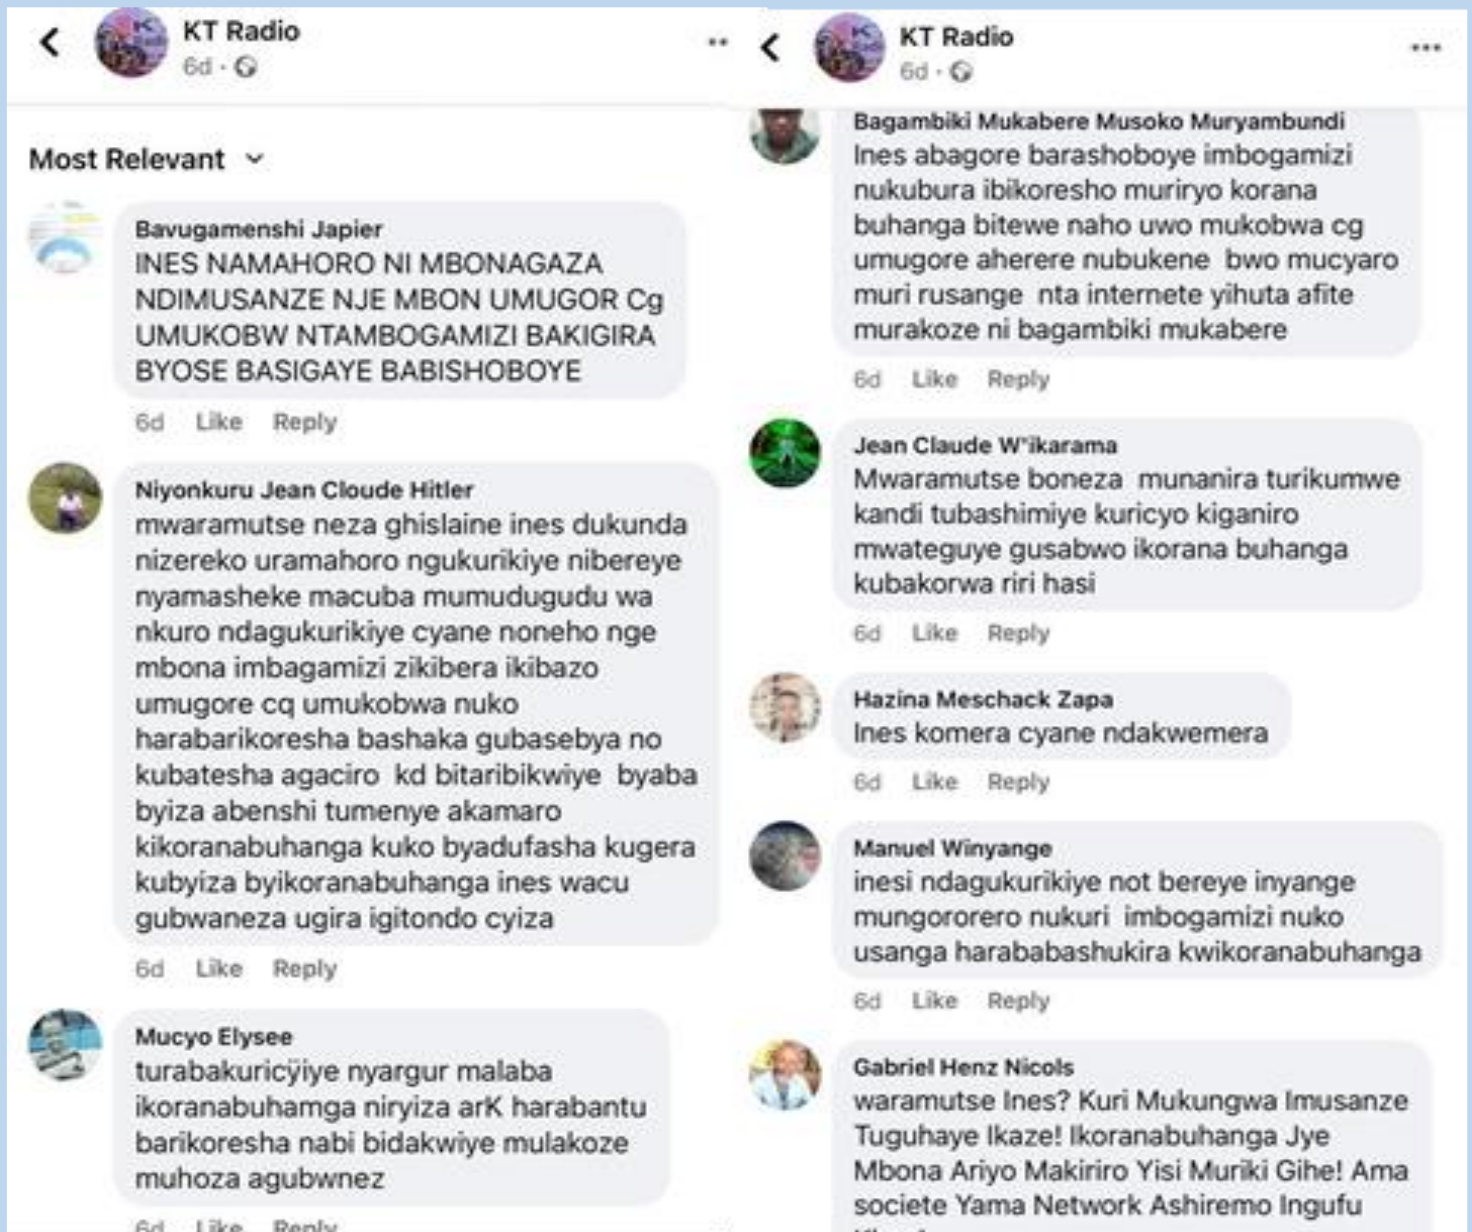 KT Radio
6d
Most Relevant
Bavugamenshi Japier
INES NAMAHORO NI MBONAGAZA
NDIMUSANZE NJE MBON UMUGOR Cg
UMUKOBW NTAMBOGAMIZI BAKIGIRA
BYOSE BASIGAYE BABISHOBOYE
6d Like Reply
Niyonkuru Jean Cloude Hitler
mwaramutse neza ghislaine ines dukunda
nizereko uramahoro ngukurikiye nibereye
nyamasheke macuba mumudugudu wa
nkuro ndagukurikiye cyane noneho nge
mbona imbagamizi zikibera ikibazo
umugore cq umukobwa nuko
harabarikoresha bashaka gubasebya no
kubatesha agaciro kd bitaribikwiye byaba
byiza abenshi tumenye akamaro
kikoranabuhanga kuko byadufasha kugera
kubyiza byikoranabuhanga ines wacu
gubwaneza ugira igitondo cyiza
6d Like Reply
Mucyo Elysee
turabakuricÿiye nyargur malaba
ikoranabuhamga niryiza arK harabantu
barikoresha nabi bidakwiye mulakoze
muhoza agubwnez
6d Like Reply
KT Radio
6d
Bagambiki Mukabere Musoko Muryambundi
Ines abagore barashoboye imbogamizi
nukubura ibikoresho muriryo korana
buhanga bitewe naho uwo mukobwa cg
umugore aherere nubukene bwo mucyaro
muri rusange nta internete yihuta afite
murakoze ni bagambiki mukabere
6d Like Reply
Jean Claude W'ikarama
Mwaramutse boneza munanira turikumwe
kandi tubashimiye kuricyo kiganiro
mwateguye gusabwo ikorana buhanga
kubakorwa riri hasi
6d Like Reply
Hazina Meschack Zapa
Ines komera cyane ndakwemera
6d Like Reply
Manuel Winyange
inesi ndagukurikiye not bereye inyange
mungororero nukuri imbogamizi nuko
usanga harababashukira kwikoranabuhanga
6d Like Reply
Gabriel Henz Nicols
waramutse Ines? Kuri Mukungwa Imusanze
Tuguhaye Ikaze! Ikoranabuhanga Jye
Mbona Ariyo Makiriro Yisi Muriki Gihe! Ama
societe Yama Network Ashiremo Ingufu